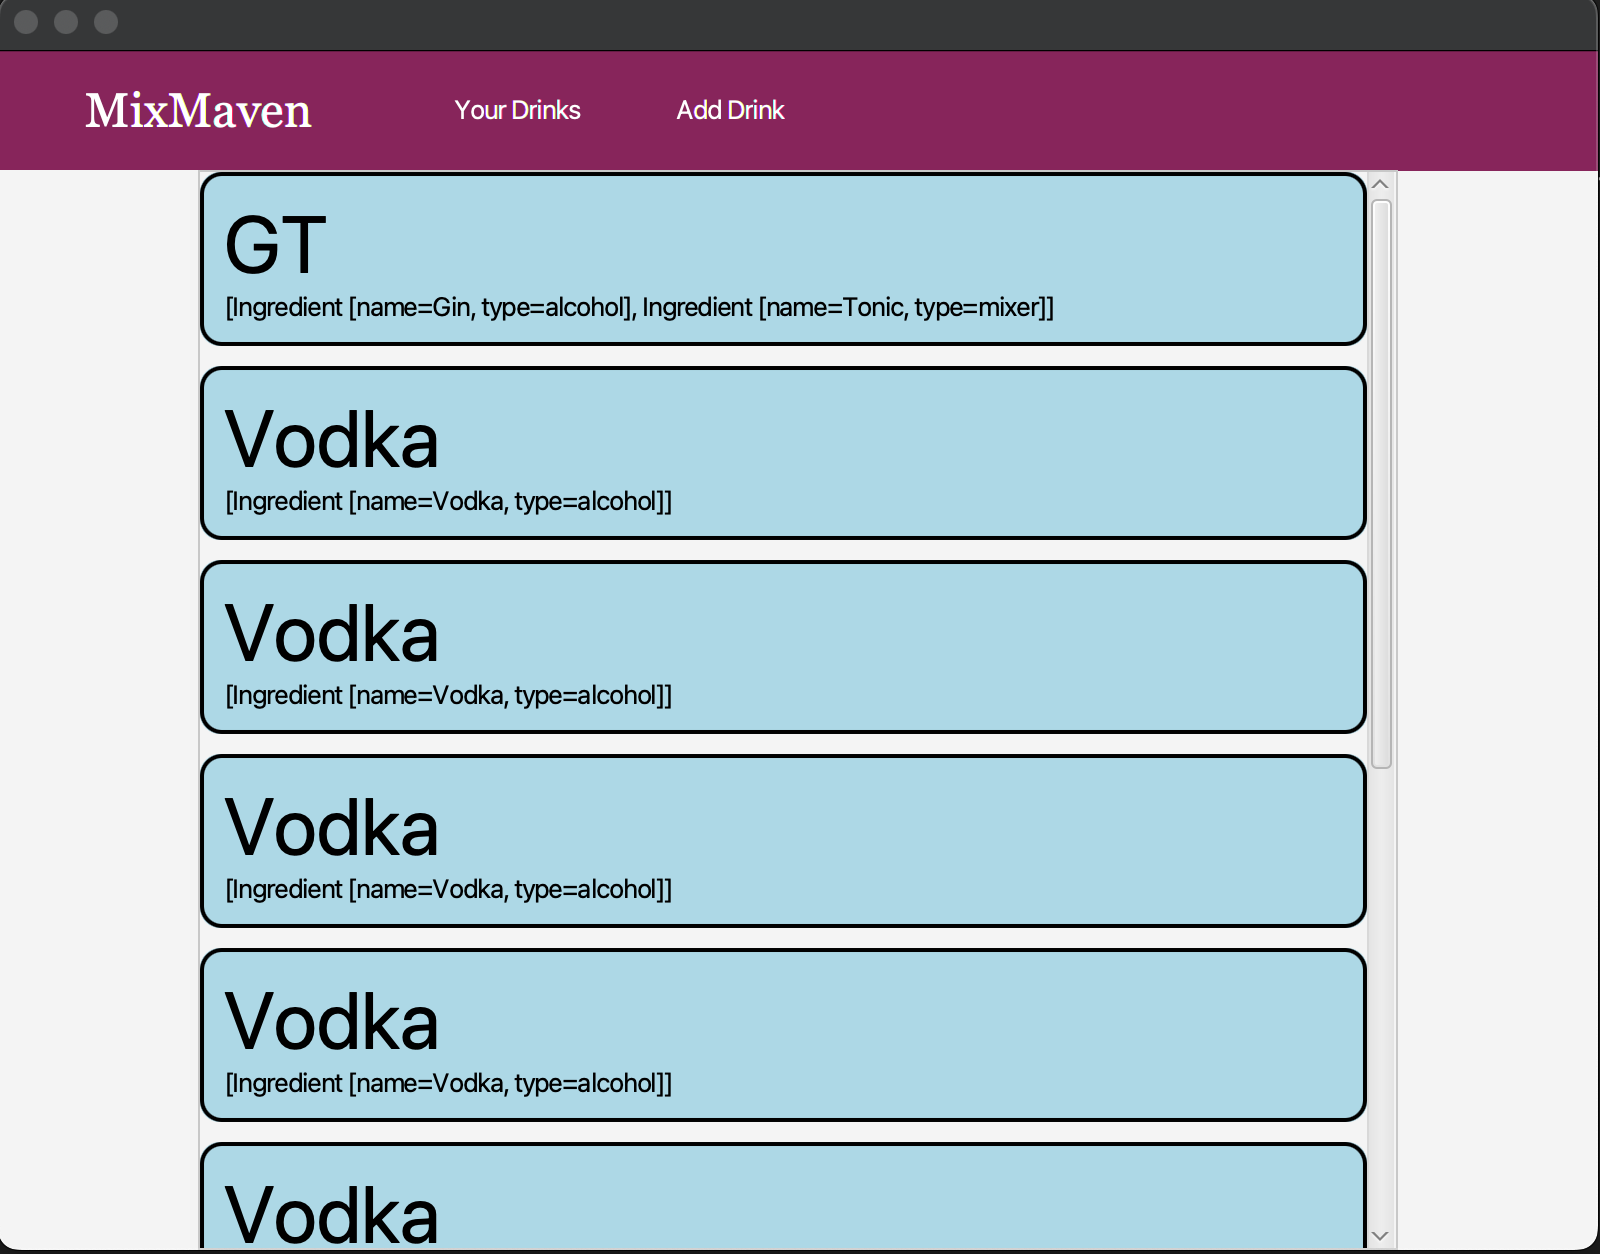 MixMaven Your Drinks Add Drink
GT
[Ingredient [name=Gin, type=alcohol], Ingredient [name=Tonic, type=mixer]]
Vodka
[Ingredient [name=Vodka, type=alcohol]]
Vodka
[Ingredient [name=Vodka, type=alcohol]]
Vodka
[Ingredient [name=Vodka, type=alcohol]]
Vodka
[Ingredient [name=Vodka, type=alcohol]]
Vodka